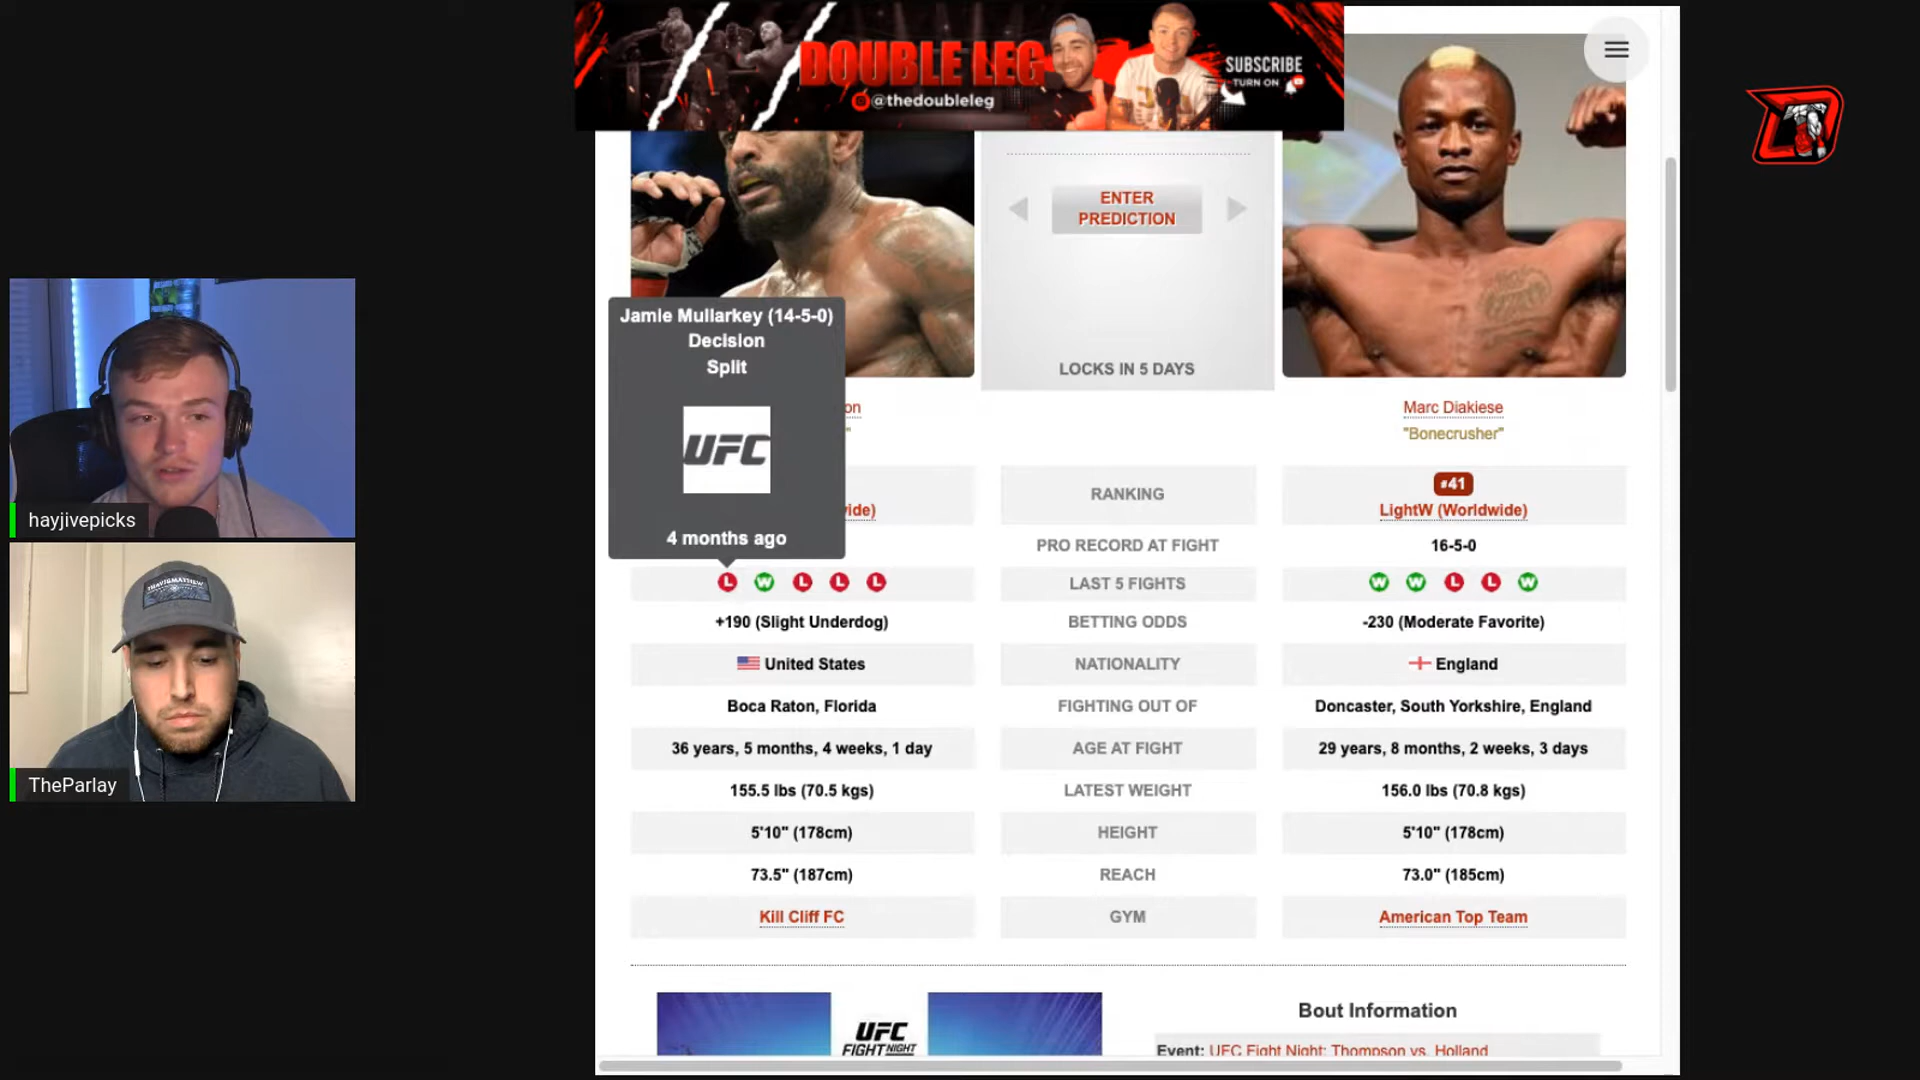 DOUBLE LEG
@thedoubleleg
SUBSCRIBE
TURN ON
ENTER
PREDICTION
LOCKS IN 5 DAYS
Jamie Mullarkey (14-5-0)
Decision
Split
UFC
4 months ago
on
"
Marc Diakiese
"Bonecrusher"
RANKING
#41
vide)
LightW (Worldwide)
PRO RECORD AT FIGHT
16-5-0
L W L L L
LAST 5 FIGHTS
W W L L W
+190 (Slight Underdog)
BETTING ODDS
-230 (Moderate Favorite)
United States
NATIONALITY
England
Boca Raton, Florida
FIGHTING OUT OF
Doncaster, South Yorkshire, England
36 years, 5 months, 4 weeks, 1 day
AGE AT FIGHT
29 years, 8 months, 2 weeks, 3 days
155.5 lbs (70.5 kgs)
LATEST WEIGHT
156.0 lbs (70.8 kgs)
5'10" (178cm)
HEIGHT
5'10" (178cm)
73.5" (187cm)
REACH
73.0" (185cm)
Kill Cliff FC
GYM
American Top Team
UFC
FIGHT NIGHT
Bout Information
Event: UFC Fight Night: Thompson vs. Holland
hayjivepicks
TheParlay